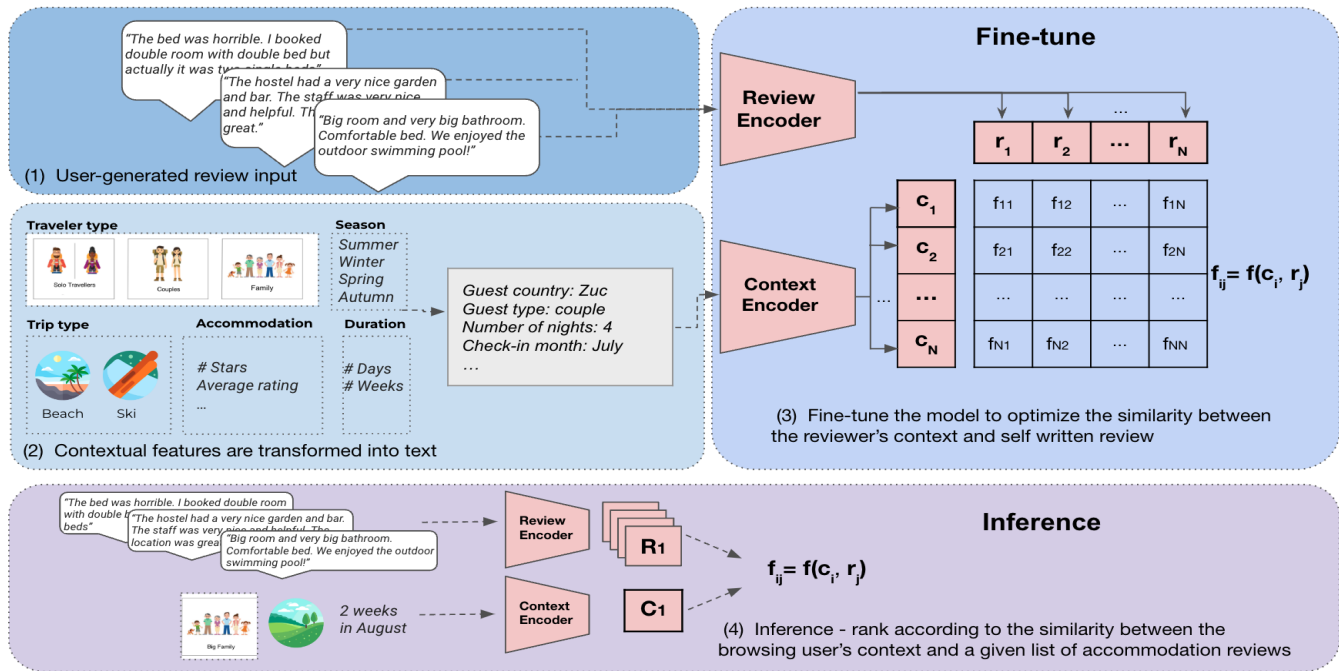 "The bed was horrible. I booked
double room with double bed but
actually it was two single beds"
"The hostel had a very nice garden
and bar. The staff was very nice
and helpful. Th
great."
"Big room and very big bathroom.
Comfortable bed. We enjoyed the
outdoor swimming pool!"
(1) User-generated review input
Traveler type
Solo Travellers
Couples
Family
Season
Summer
Winter
Spring
Autumn
Trip type
Beach
Ski
Accommodation
# Stars
Average rating
...
Duration
# Days
# Weeks
Guest country: Zuc
Guest type: couple
Number of nights: 4
Check-in month: July
...
(2) Contextual features are transformed into text
Fine-tune
Review
Encoder
...
r1 r2 ... rN
Context
Encoder
...
c1 f11 f12 ... f1N
c2 f21 f22 ... f2N
... ... ... ... ...
cN fN1 fN2 ... fNN
fij= f(ci, rj)
(3) Fine-tune the model to optimize the similarity between
the reviewer's context and self written review
"The bed was horrible. I booked double room
with double b
beds"
"The hostel had a very nice garden and bar.
The staff was very nice and helpful. The
location was grea
"Big room and very big bathroom.
Comfortable bed. We enjoyed the outdoor
swimming pool!"
Big Family
2 weeks
in August
Review
Encoder
R1
Context
Encoder
C1
fij= f(ci, rj)
Inference
(4) Inference - rank according to the similarity between the
browsing user's context and a given list of accommodation reviews